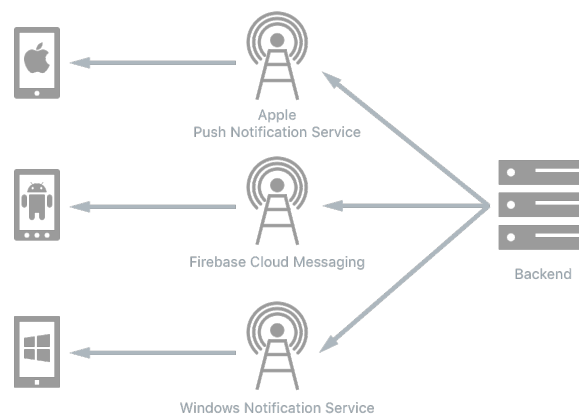 Apple
Push Notification Service
Firebase Cloud Messaging
Backend
Windows Notification Service